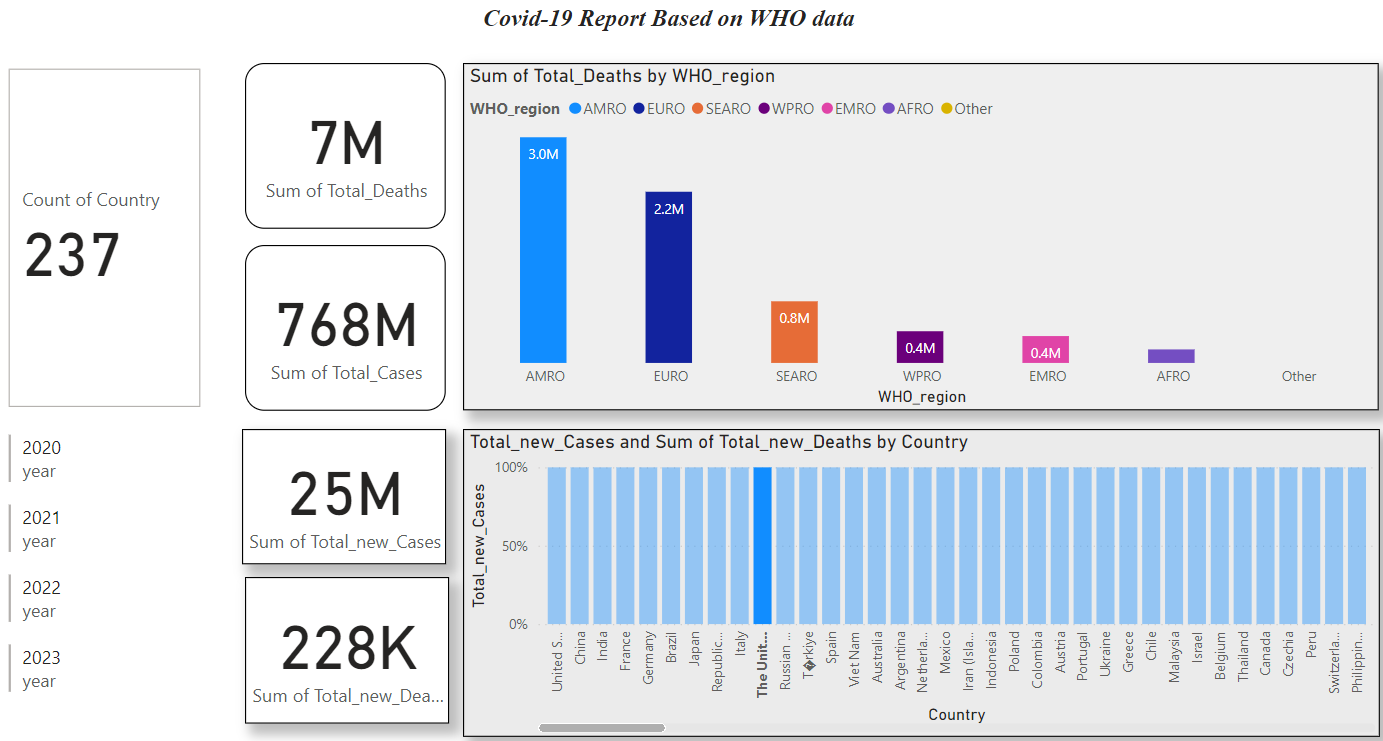 Covid-19 Report Based on WHO data
Count of Country
237
7M
Sum of Total_Deaths
768M
Sum of Total_Cases
2020
year
2021
year
2022
year
2023
year
25M
Sum of Total_new_Cases
228K
Sum of Total_new_Dea...
Sum of Total_Deaths by WHO_region
WHO_region AMRO EURO SEARO WPRO EMRO AFRO Other
3.0M
2.2M
0.8M
0.4M
0.4M
AMRO EURO SEARO WPRO EMRO AFRO Other
WHO_region
Total_new_Cases and Sum of Total_new_Deaths by Country
Total_new_Cases
100%
50%
0%
United S...
China
India
France
Germany
Brazil
Japan
Republic...
Italy
The Unit...
Russian ...
T�rkiye
Spain
Viet Nam
Australia
Argentina
Netherla...
Mexico
Iran (Isla...
Indonesia
Poland
Colombia
Austria
Portugal
Ukraine
Greece
Chile
Malaysia
Israel
Belgium
Thailand
Canada
Czechia
Peru
Switzerla...
Philippin...
Country